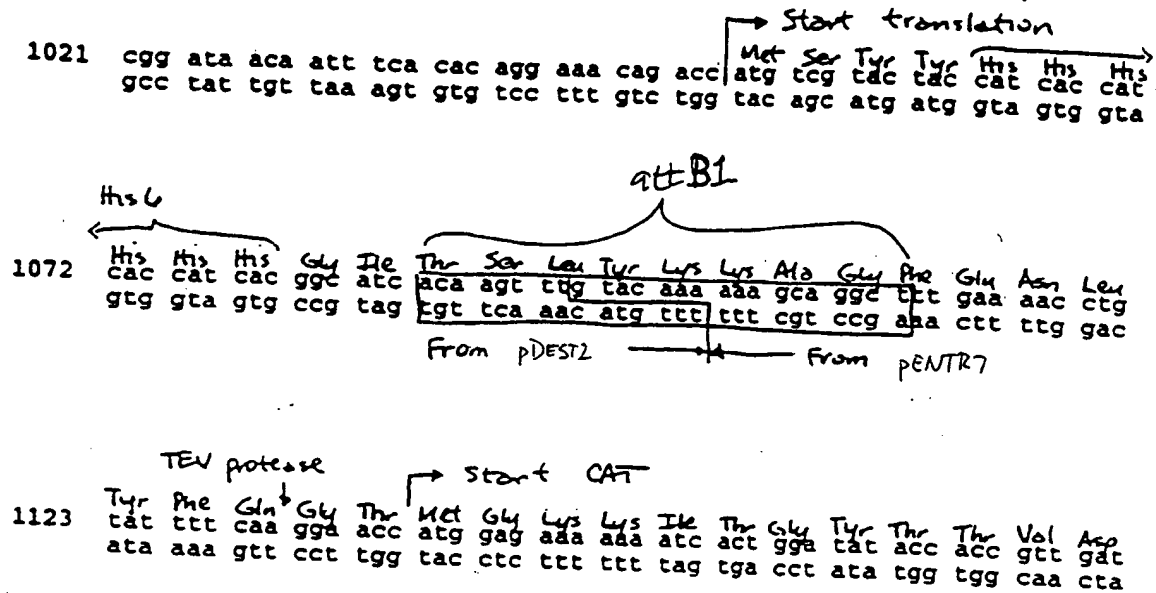 Start translation
Met Ser Tyr Tyr His His His
1021 cgg ata aca att tca cac agg aaa cag acc atg tcg tac tac cat cac cat
gcc tat tgt taa agt gtg tcc ttt gtc tgg tac agc atg atg gta gtg gta
attB1
His 6
His His His Gly Ile Thr Ser Leu Tyr Lys Lys Ala Gly Phe Glu Asn Leu
1072 cac cat cac ggc atc aca agt ttg tac aaa aaa gca ggc ttt gaa aac ctg
gtg gta gtg ccg tag tgt tca aac atg ttt ttt cgt ccg aaa ctt ttg gac
From pDEST2 From pENTR7
TEV protease Start CAT
Tyr Phe Gln Gly Thr Met Gly Lys Lys Ile Thr Gly Tyr Thr Thr Val Asp
1123 tat ttt caa gga acc atg gag aaa aaa atc act gga tat acc acc gtt gat
ata aaa gtt cct tgg tac ctc ttt ttt tag tga cct ata tgg tgg caa cta